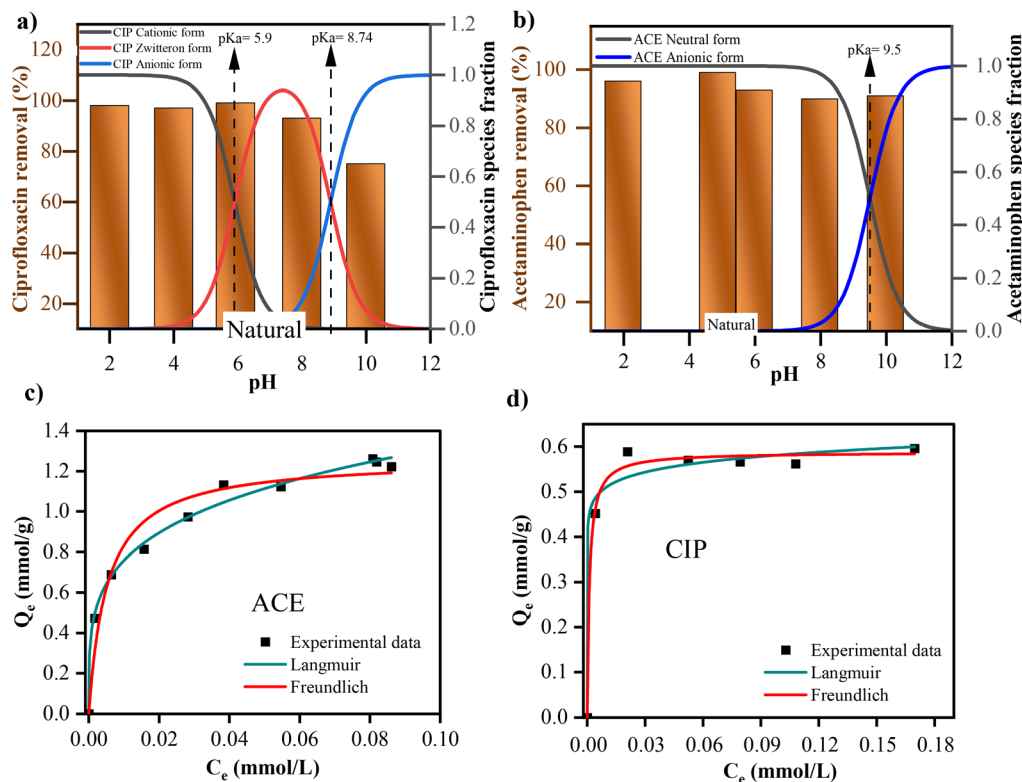 a)
CIP Cationic form
CIP Zwitteron form
CIP Anionic form
pKa= 5.9
pKa= 8.74
Ciprofloxacin removal (%)
120
100
80
60
40
20
Ciprofloxacin species fraction
1.2
1.0
0.8
0.6
0.4
0.2
0.0
Natural
2 4 6 8 10 12
pH
b)
ACE Neutral form
ACE Anionic form
pKa= 9.5
Acetaminophen removal (%)
100
80
60
40
20
Acetaminophen species fraction
1.0
0.8
0.6
0.4
0.2
0.0
Natural
2 4 6 8 10 12
pH
c)
Qe (mmol/g)
1.4
1.2
1.0
0.8
0.6
0.4
0.2
0.0
ACE
Experimental data
Langmuir
Freundlich
0.00 0.02 0.04 0.06 0.08 0.10
Ce (mmol/L)
d)
Qe (mmol/g)
0.6
0.5
0.4
0.3
0.2
0.1
0.0
CIP
Experimental data
Langmuir
Freundlich
0.00 0.03 0.06 0.09 0.12 0.15 0.18
Ce (mmol/L)